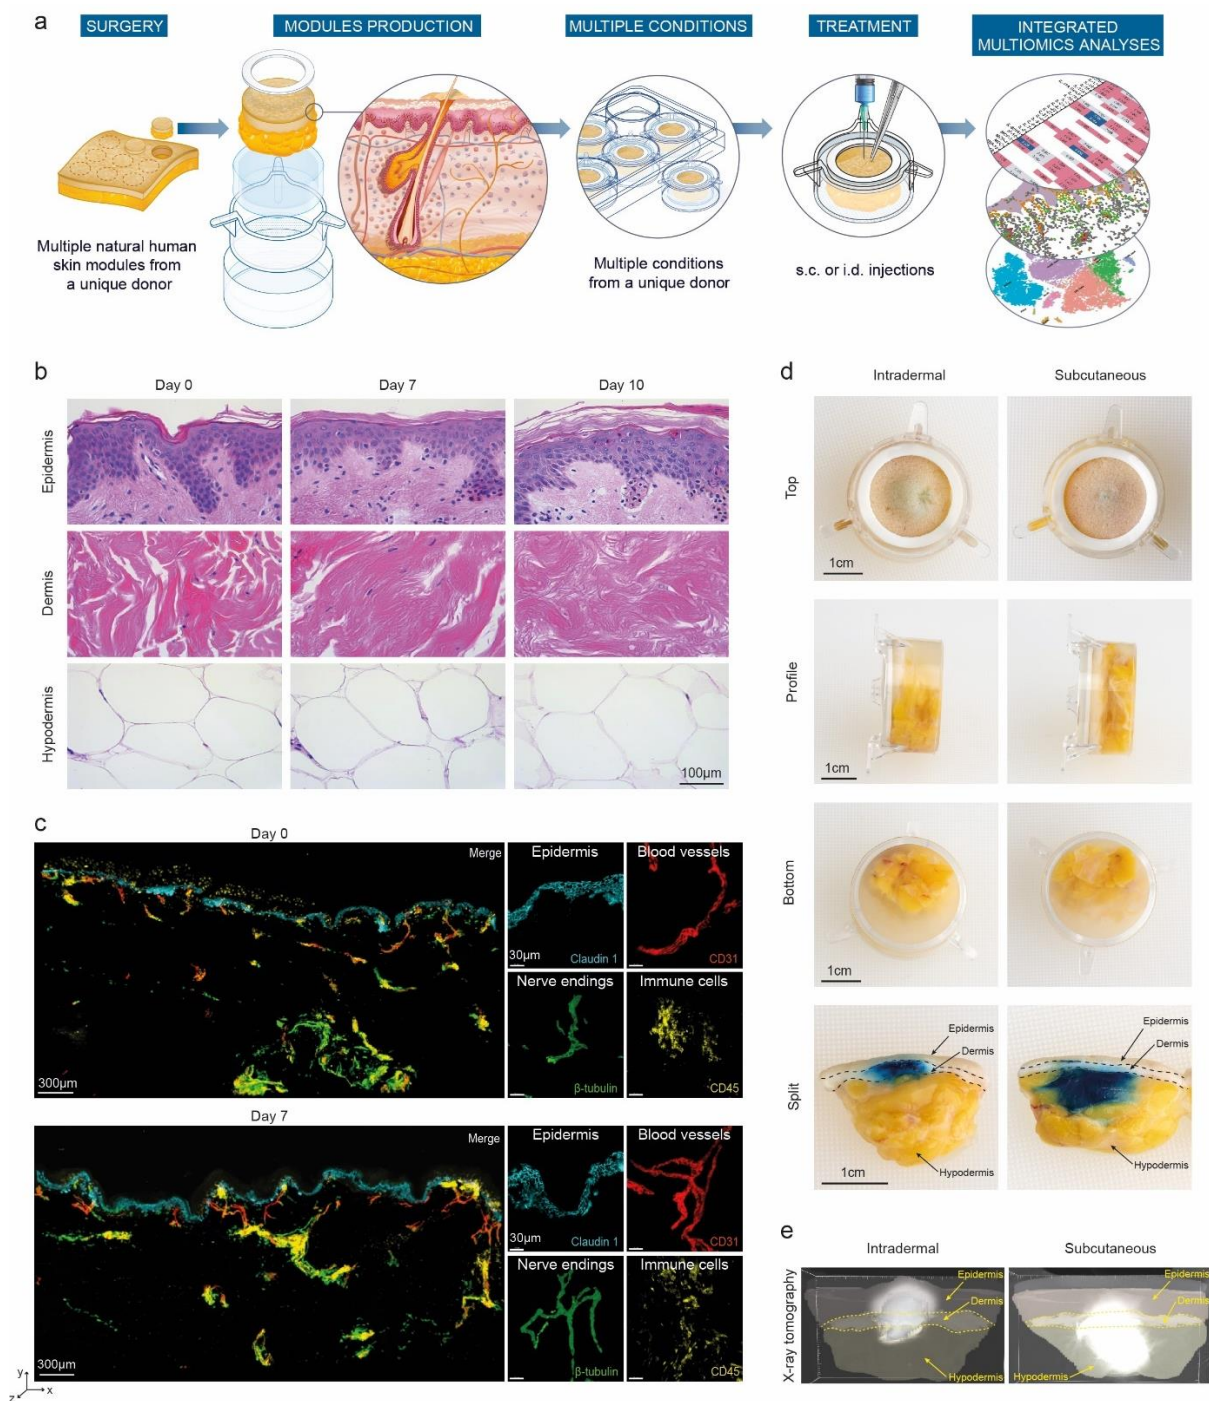 a
SURGERY
MODULES PRODUCTION
MULTIPLE CONDITIONS
TREATMENT
INTEGRATED
MULTIOMICS ANALYSES
Multiple natural human
skin modules from
a unique donor
Multiple conditions
from a unique donor
s.c. or i.d. injections
b
Day 0
Day 7
Day 10
Epidermis
Dermis
Hypodermis
100µm
c
Day 0
Merge
300µm
Epidermis
30µm
Claudin 1
Blood vessels
CD31
Nerve endings
β-tubulin
Immune cells
CD45
Day 7
Merge
300µm
Epidermis
30µm
Claudin 1
Blood vessels
CD31
Nerve endings
β-tubulin
Immune cells
CD45
y
z
x
d
Intradermal
Subcutaneous
Top
1cm
Profile
1cm
Bottom
1cm
Split
Epidermis
Dermis
Hypodermis
1cm
Epidermis
Dermis
Hypodermis
e
Intradermal
Subcutaneous
X-ray tomography
Epidermis
Dermis
Hypodermis
Epidermis
Dermis
Hypodermis